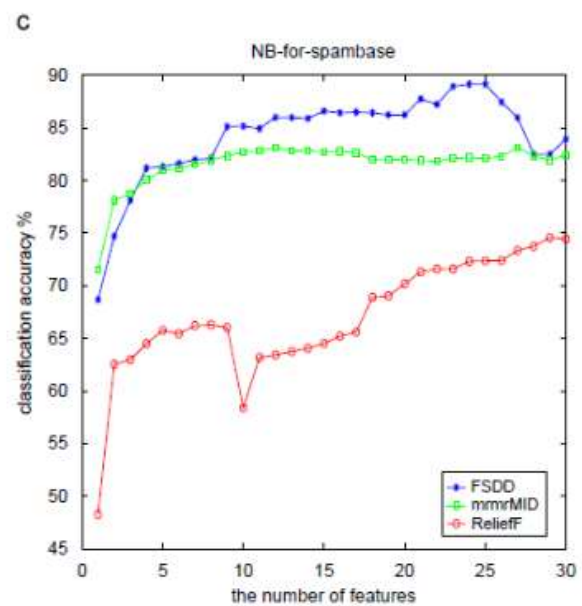 C
NB-for-spambase
90
85
80
75
70
65
60
55
50
45
classification accuracy %
0
5
10
15
20
25
30
the number of features
FSDD
mrmrMID
ReliefF